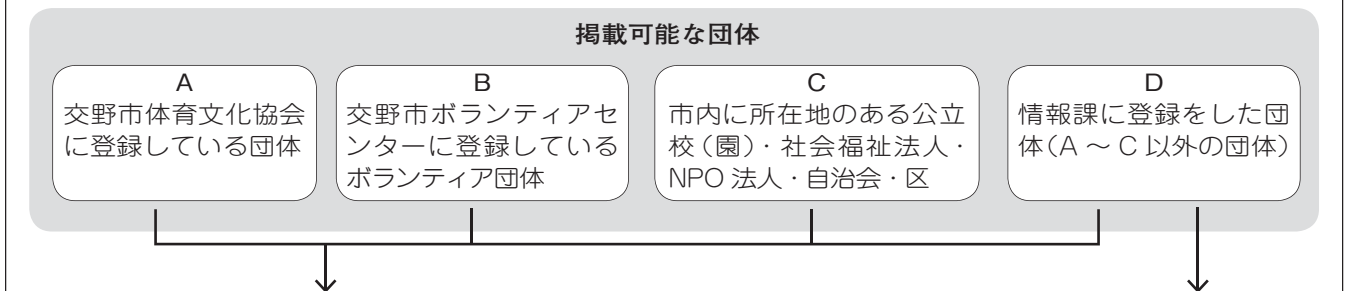 掲載可能な団体
A
交野市体育文化協会
に登録している団体
B
交野市ボランティアセ
ンターに登録している
ボランティア団体
C
市内に所在地のある公立
校(園)・社会福祉法人・
NPO 法人・自治会・区
D
情報課に登録をした団
体(A ～ C 以外の団体)